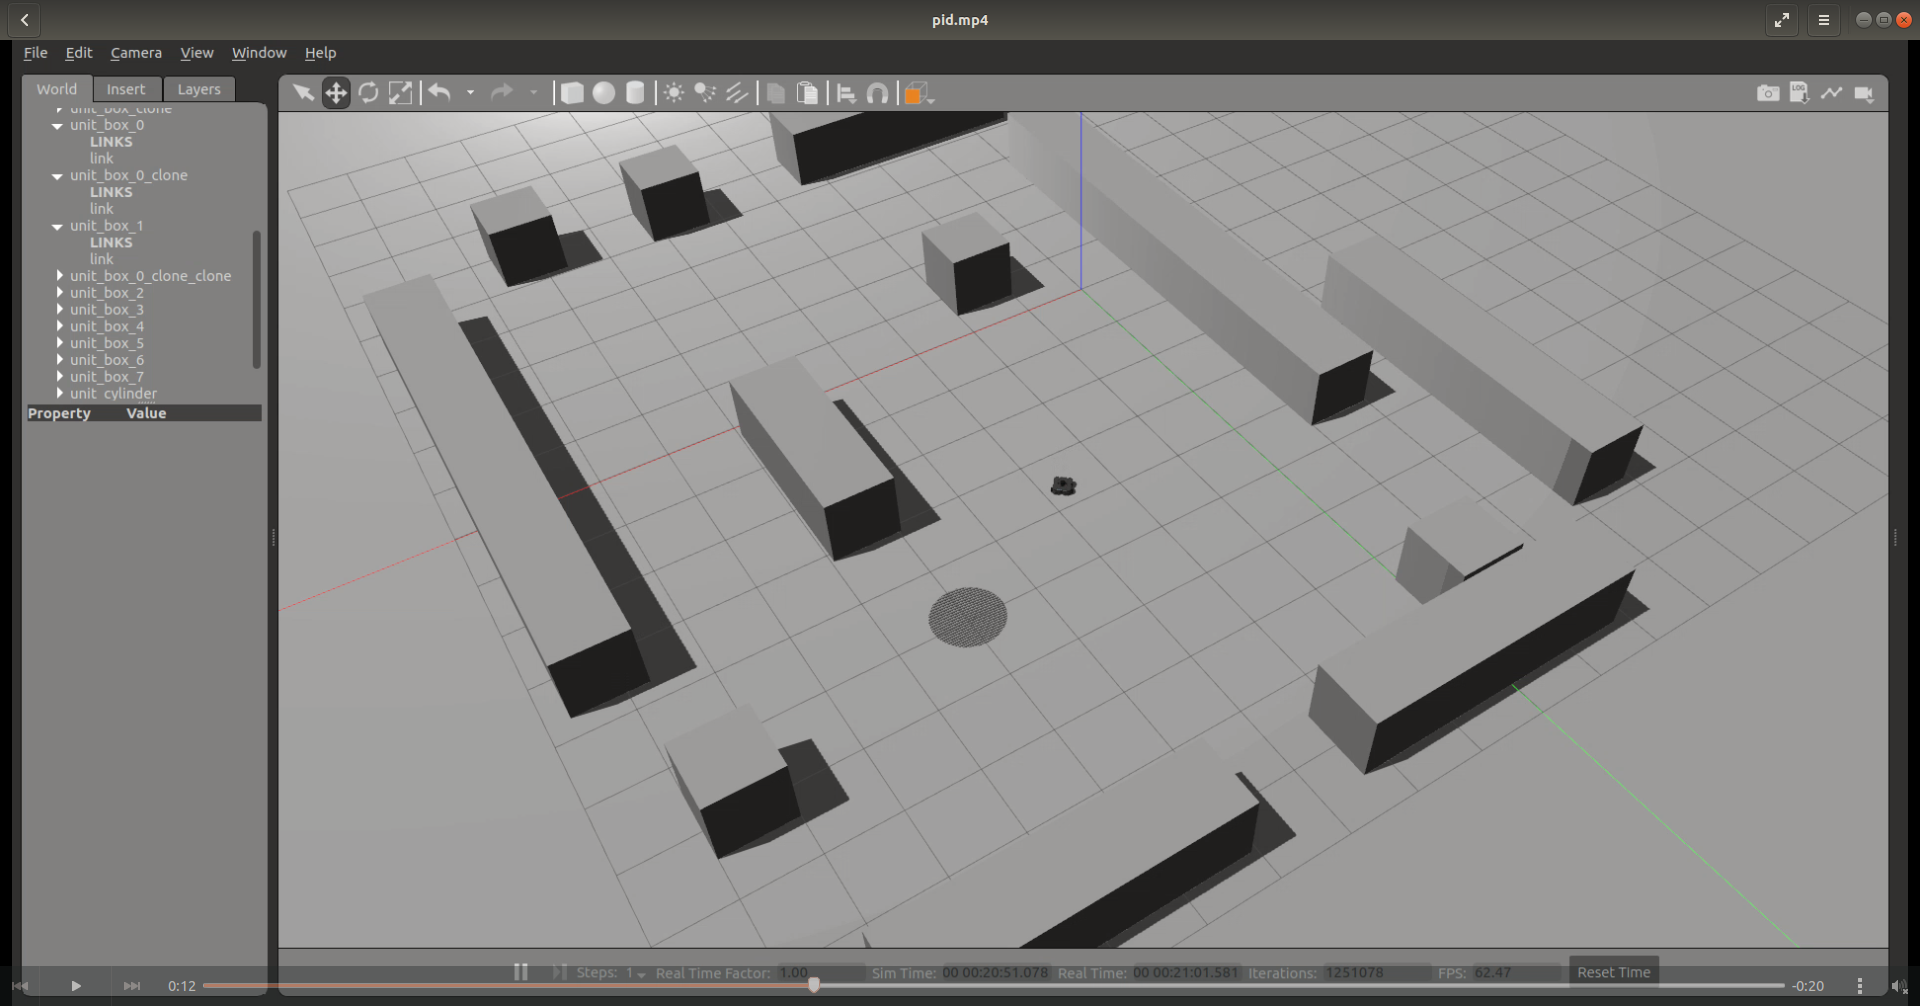 pid.mp4
File Edit Camera View Window Help
World Insert Layers
unit_box_clone
unit_box_0
LINKS
link
unit_box_0_clone
LINKS
link
unit_box_1
LINKS
link
unit_box_0_clone_clone
unit_box_2
unit_box_3
unit_box_4
unit_box_5
unit_box_6
unit_box_7
unit_cylinder
Property Value
LOG
Steps: 1 Real Time Factor: 1.00 Sim Time: 00 00:20:51.078 Real Time: 00 00:21:01.581 Iterations: 1251078 FPS: 62.47 Reset Time
0:12 -0:20